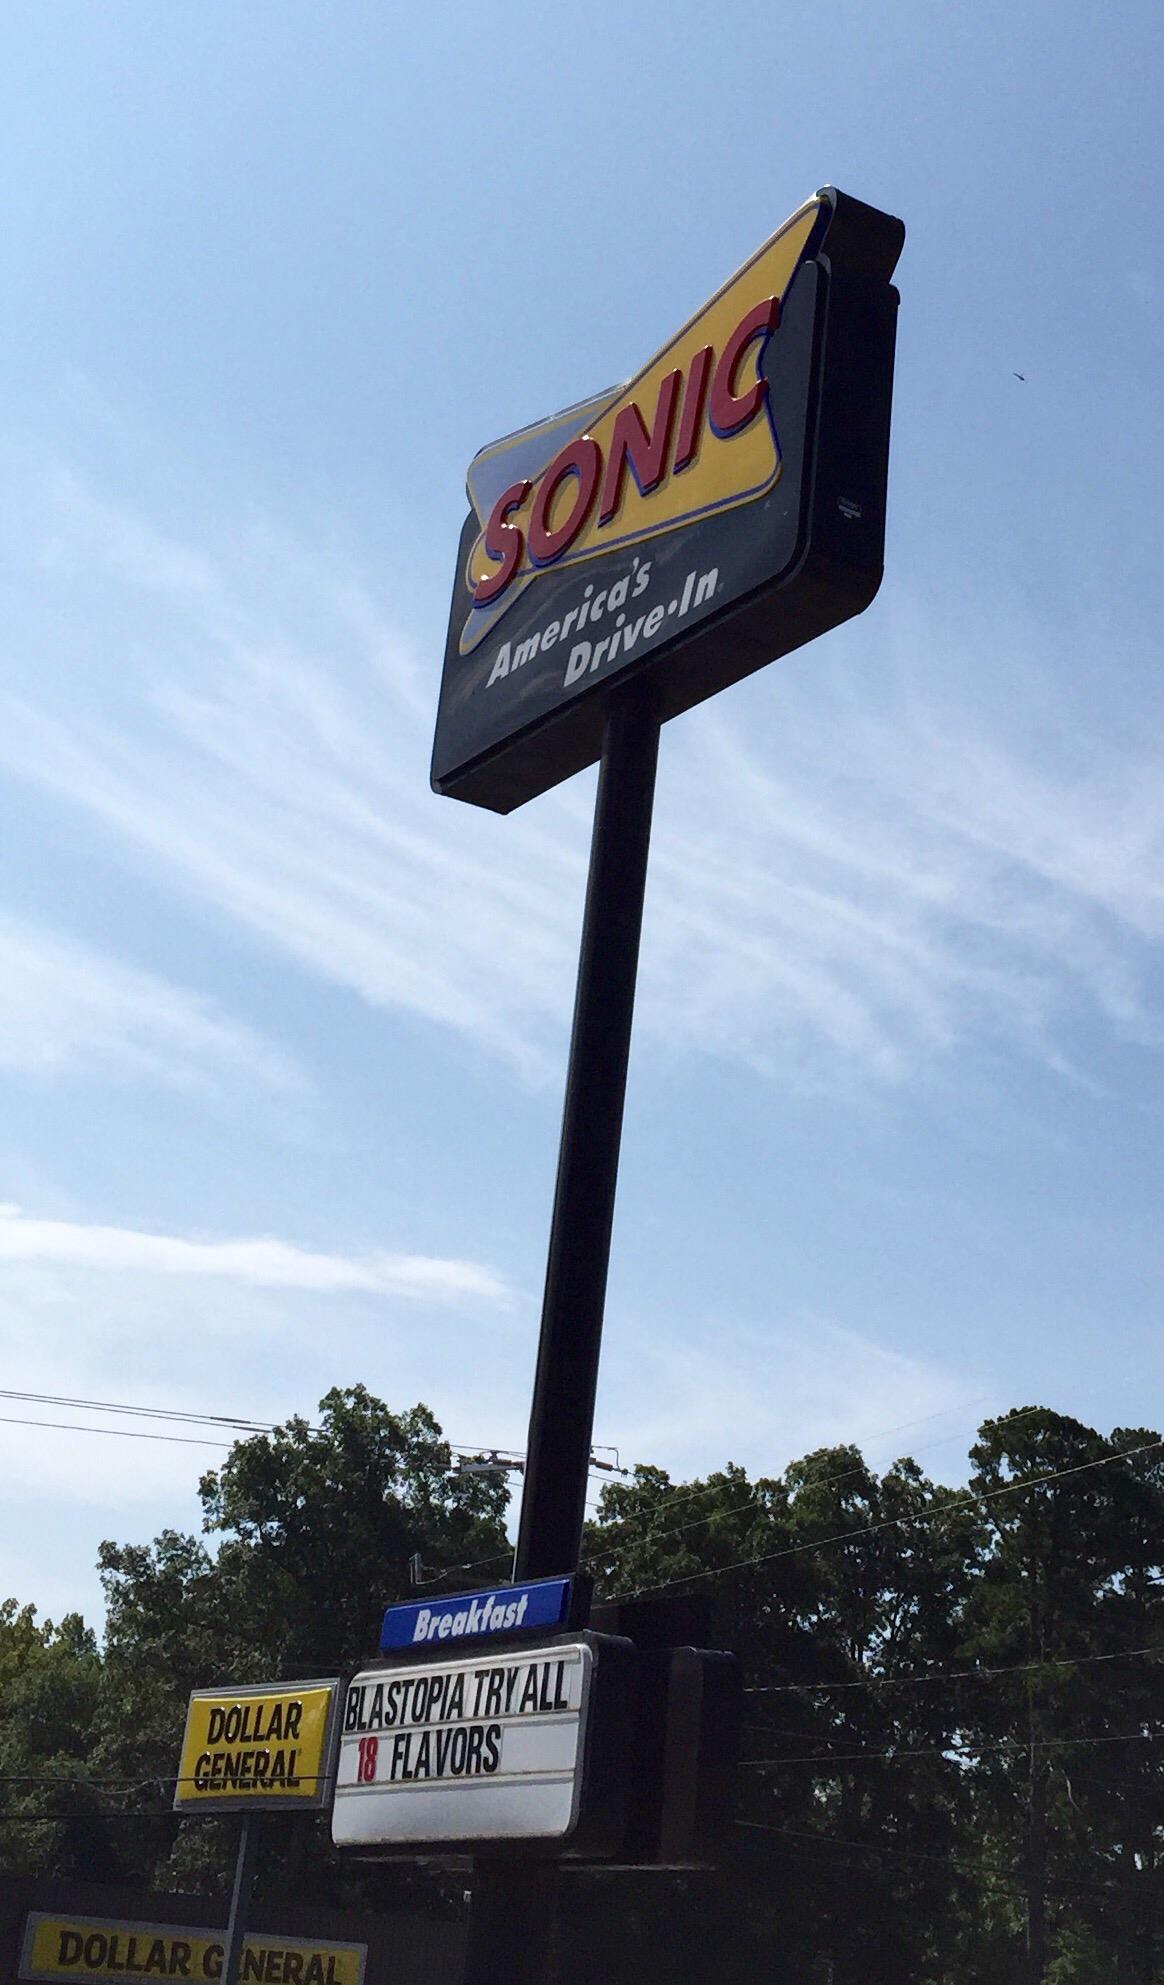 SONIC
America's
Drive-In
Breakfast
BLASTOPIA TRY ALL
18 FLAVORS
DOLLAR
GENERAL
DOLLAR GENERAL